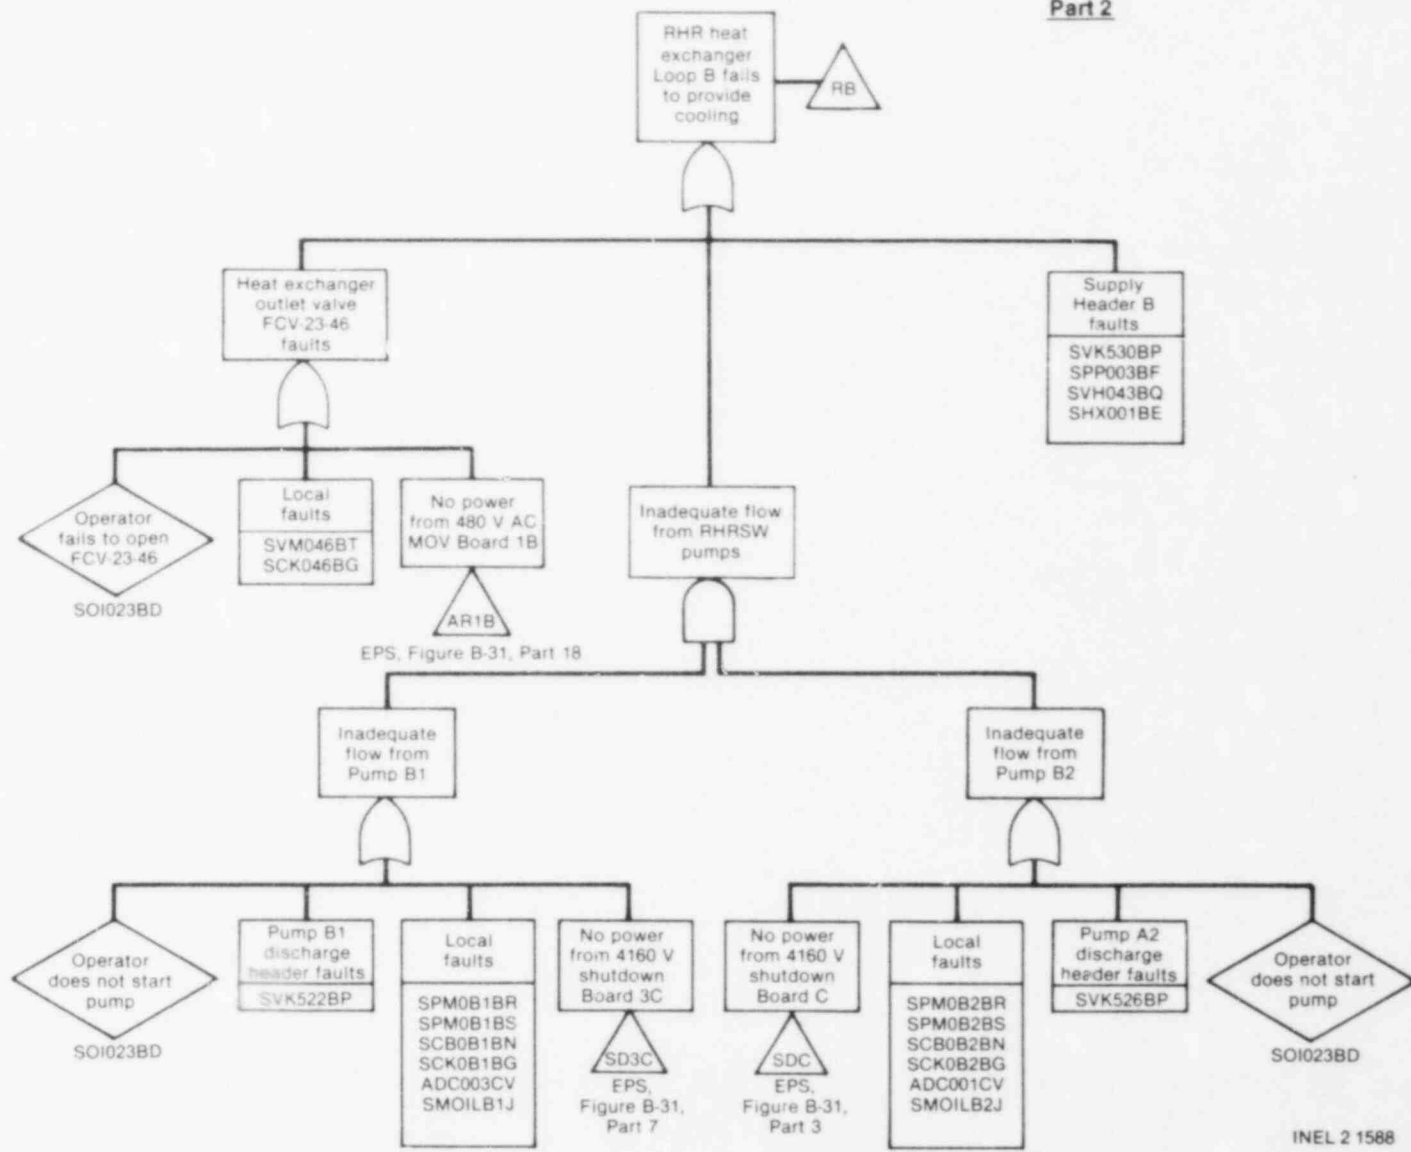 Part 2
RHR heat
exchanger
Loop B fails
to provide
cooling
RB
Heat exchanger
outlet valve
FCV-23-46
faults
Supply
Header B
faults
SVK530BP
SPP003BF
SVH043BQ
SHX001BE
Operator
fails to open
FCV-23-46
SOI023BD
Local
faults
SVM046BT
SCK046BG
No power
from 480 V AC
MOV Board 1B
AR1B
EPS, Figure B-31, Part 18
Inadequate flow
from RHRSW
pumps
Inadequate
flow from
Pump B1
Inadequate
flow from
Pump B2
Operator
does not start
pump
SOI023BD
Pump B1
discharge
header faults
SVK522BP
Local
faults
SPM0B1BR
SPM0B1BS
SCB0B1BN
SCK0B1BG
ADC003CV
SMOILB1J
No power
from 4160 V
shutdown
Board 3C
SD3C
EPS,
Figure B-31,
Part 7
No power
from 4160 V
shutdown
Board C
SDC
EPS,
Figure B-31,
Part 3
Local
faults
SPM0B2BR
SPM0B2BS
SCB0B2BN
SCK0B2BG
ADC001CV
SMOILB2J
Pump A2
discharge
header faults
SVK526BP
Operator
does not start
pump
SOI023BD
INEL 2 1588